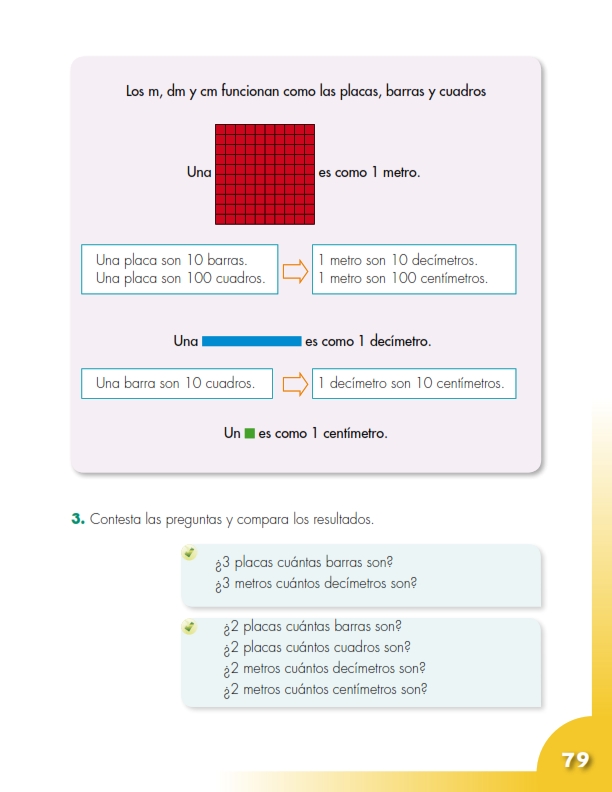 Los m, dm y cm funcionan como las placas, barras y cuadros
Una es como 1 metro.
Una placa son 10 barras.
Una placa son 100 cuadros.
1 metro son 10 decímetros.
1 metro son 100 centímetros.
Una es como 1 decímetro.
Una barra son 10 cuadros.
1 decímetro son 10 centímetros.
Un es como 1 centímetro.
3. Contesta las preguntas y compara los resultados.
¿3 placas cuántas barras son?
¿3 metros cuántos decímetros son?
¿2 placas cuántas barras son?
¿2 placas cuántos cuadros son?
¿2 metros cuántos decímetros son?
¿2 metros cuántos centímetros son?
79